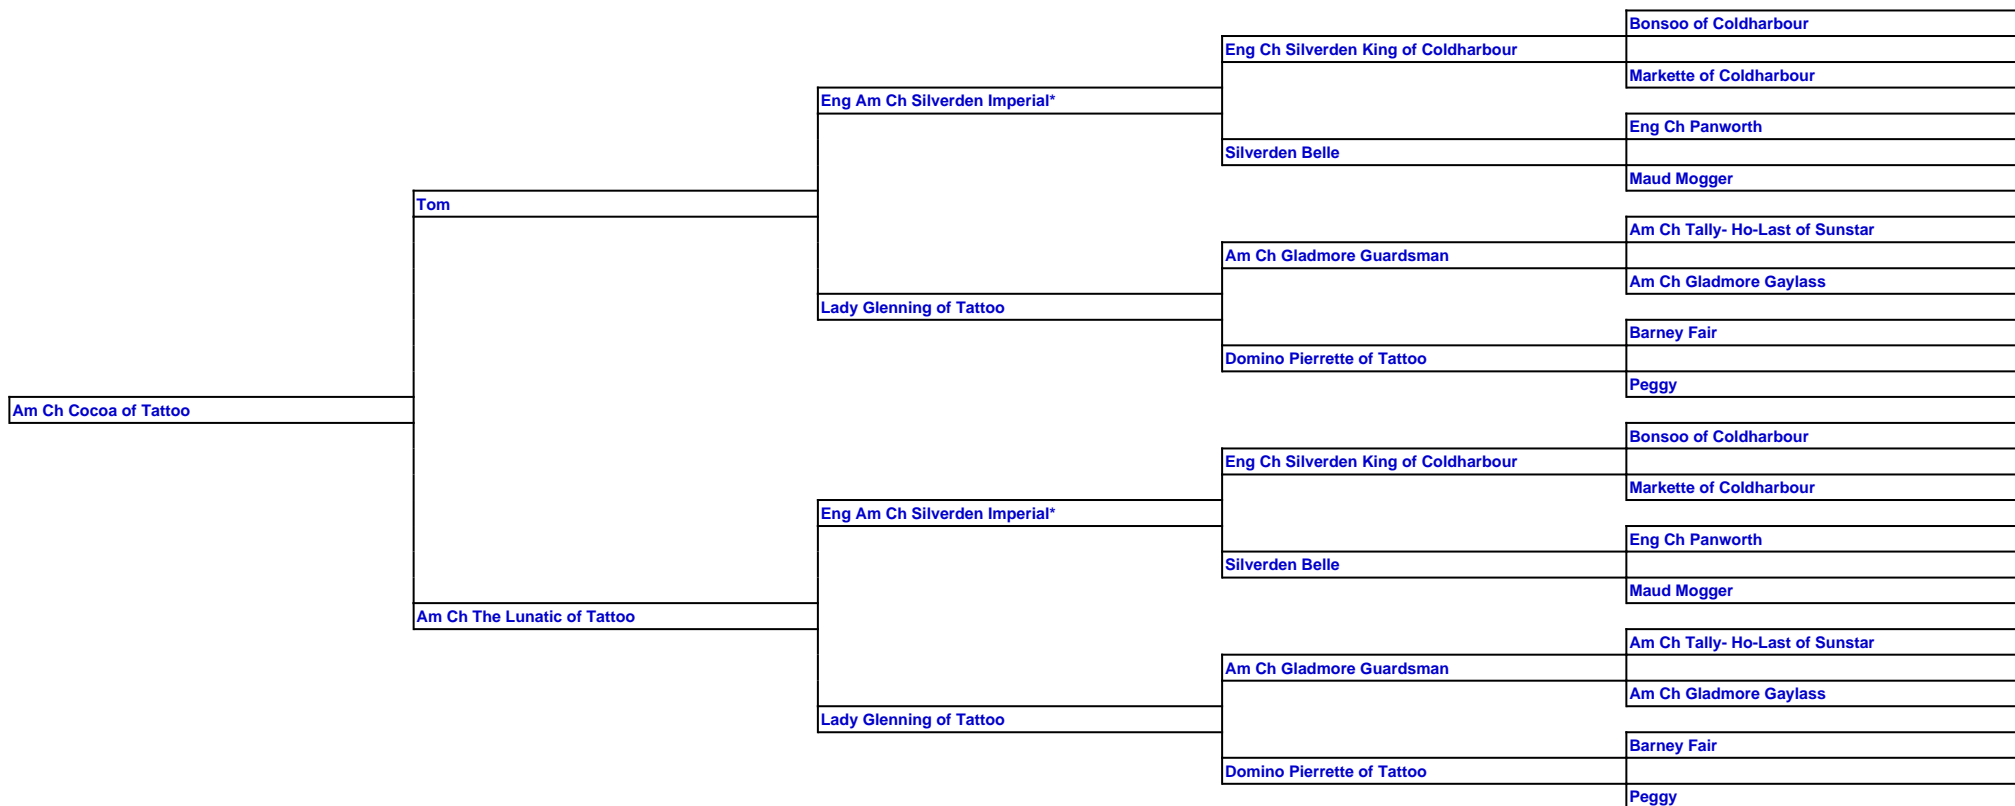 Bonsoo of Coldharbour
Eng Ch Silverden King of Coldharbour
Markette of Coldharbour
Eng Am Ch Silverden Imperial*
Eng Ch Panworth
Silverden Belle
Maud Mogger
Tom
Am Ch Tally- Ho-Last of Sunstar
Am Ch Gladmore Guardsman
Am Ch Gladmore Gaylass
Lady Glenning of Tattoo
Barney Fair
Domino Pierrette of Tattoo
Peggy
Am Ch Cocoa of Tattoo
Bonsoo of Coldharbour
Eng Ch Silverden King of Coldharbour
Markette of Coldharbour
Eng Am Ch Silverden Imperial*
Eng Ch Panworth
Silverden Belle
Maud Mogger
Am Ch The Lunatic of Tattoo
Am Ch Tally- Ho-Last of Sunstar
Am Ch Gladmore Guardsman
Am Ch Gladmore Gaylass
Lady Glenning of Tattoo
Barney Fair
Domino Pierrette of Tattoo
Peggy